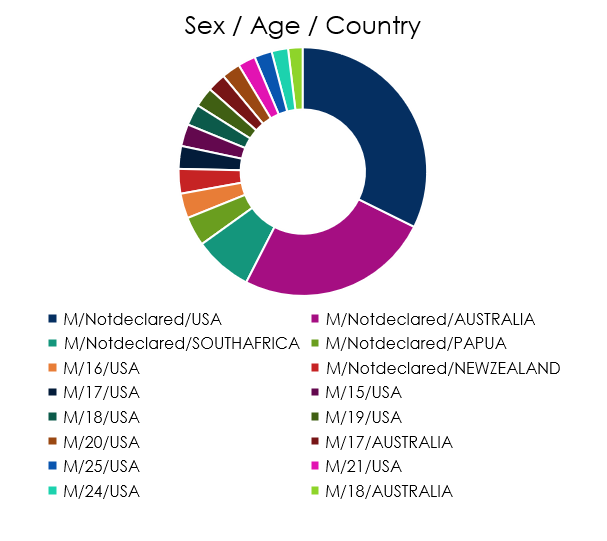 Sex / Age / Country
M/Notdeclared/USA
M/Notdeclared/AUSTRALIA
M/Notdeclared/SOUTHAFRICA
M/Notdeclared/PAPUA
M/16/USA
M/Notdeclared/NEWZEALAND
M/17/USA
M/15/USA
M/18/USA
M/19/USA
M/20/USA
M/17/AUSTRALIA
M/25/USA
M/21/USA
M/24/USA
M/18/AUSTRALIA